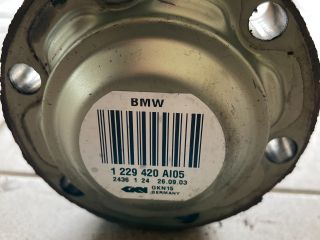 BMW
1 229 420 AI05
2436 1 24 26.09.03
GKN GKN15
GERMANY